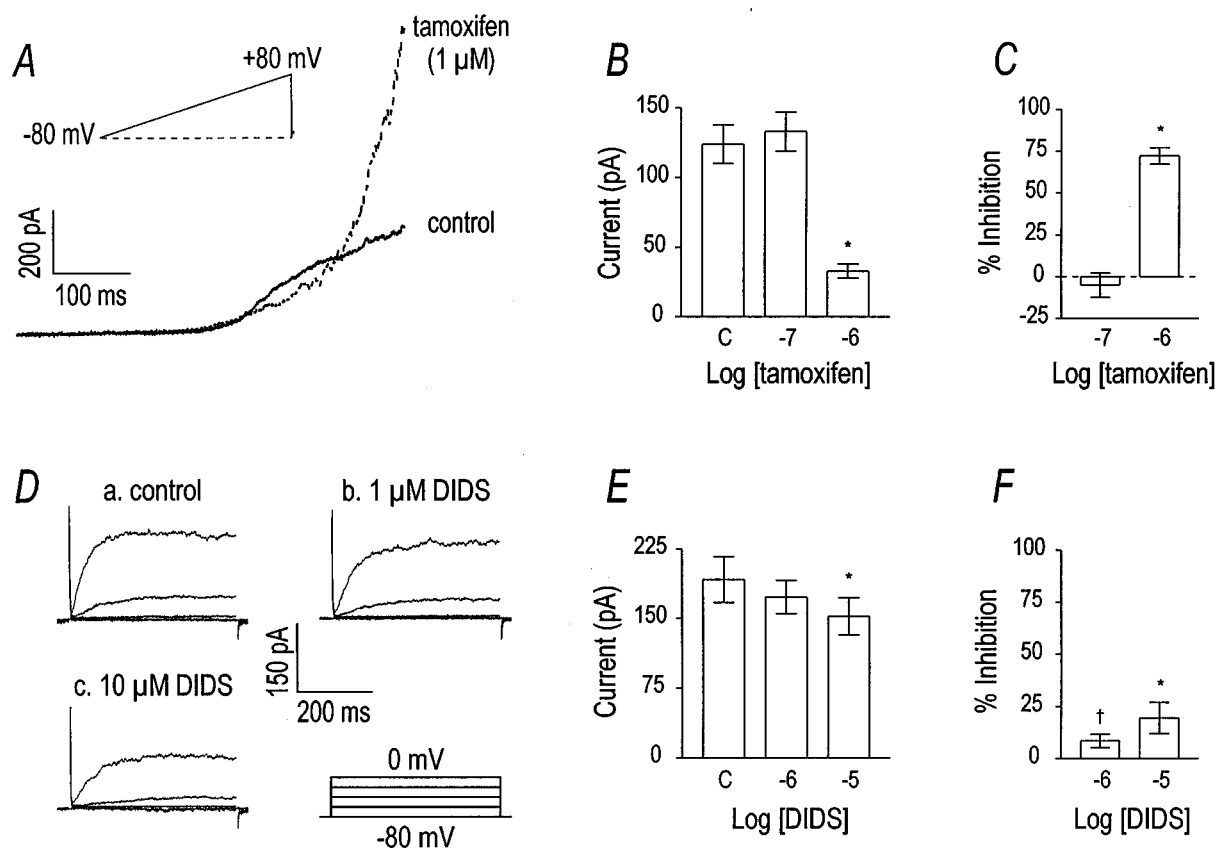 A
tamoxifen
(1 µM)
+80 mV
-80 mV
control
200 pA
100 ms
B
150
100
50
0
Current (pA)
*
C
-7
-6
Log [tamoxifen]
C
100
75
50
25
0
-25
% Inhibition
*
-7
-6
Log [tamoxifen]
D
a. control
b. 1 µM DIDS
150 pA
200 ms
c. 10 µM DIDS
0 mV
-80 mV
E
225
150
75
0
Current (pA)
*
C
-6
-5
Log [DIDS]
F
100
75
50
25
0
% Inhibition
†
*
-6
-5
Log [DIDS]